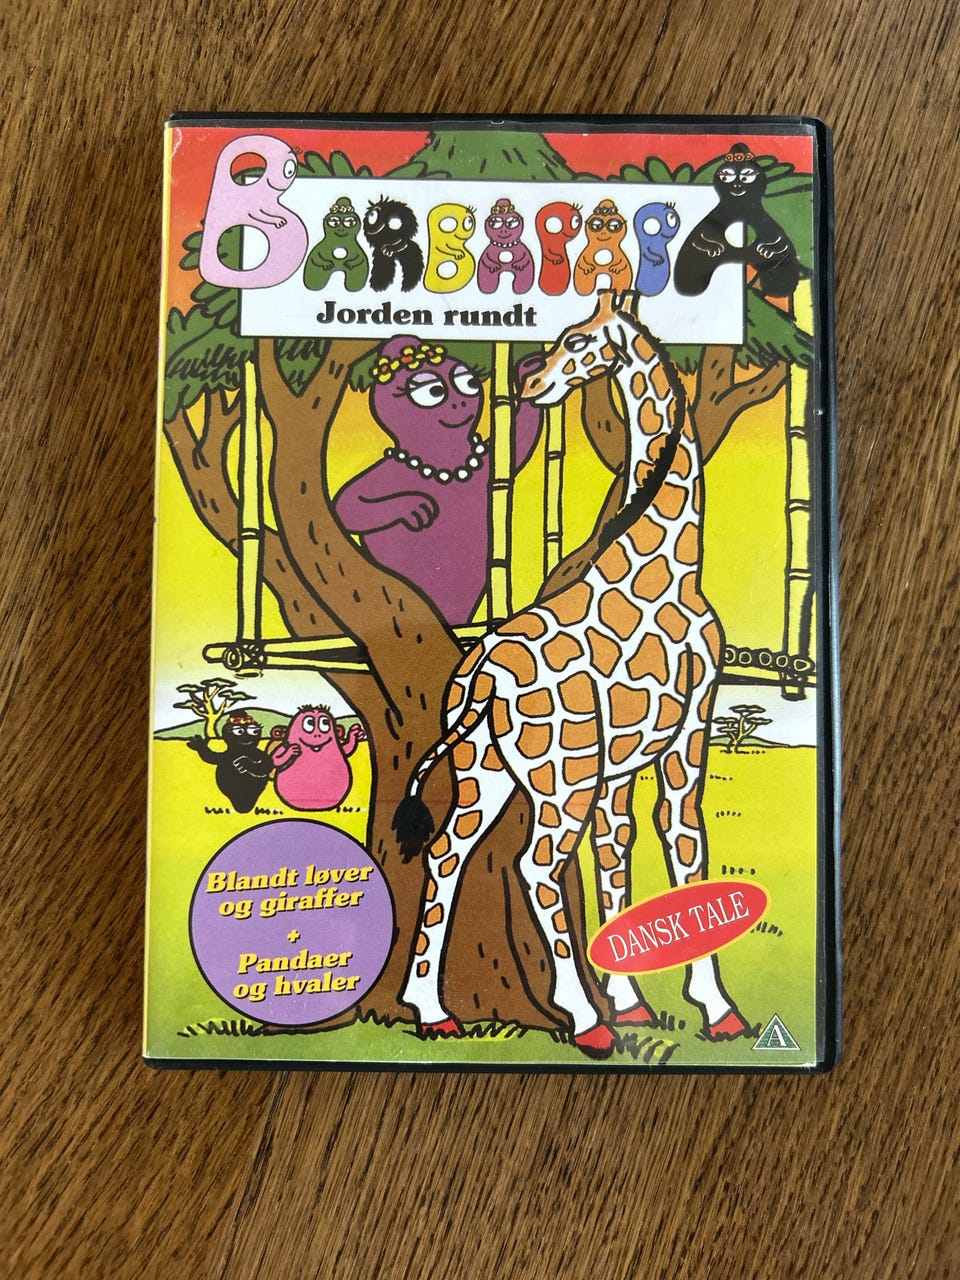 BARBAPAPA
Jorden rundt
Blandt løver
og giraffer
+
Pandaer
og hvaler
DANSK TALE
A